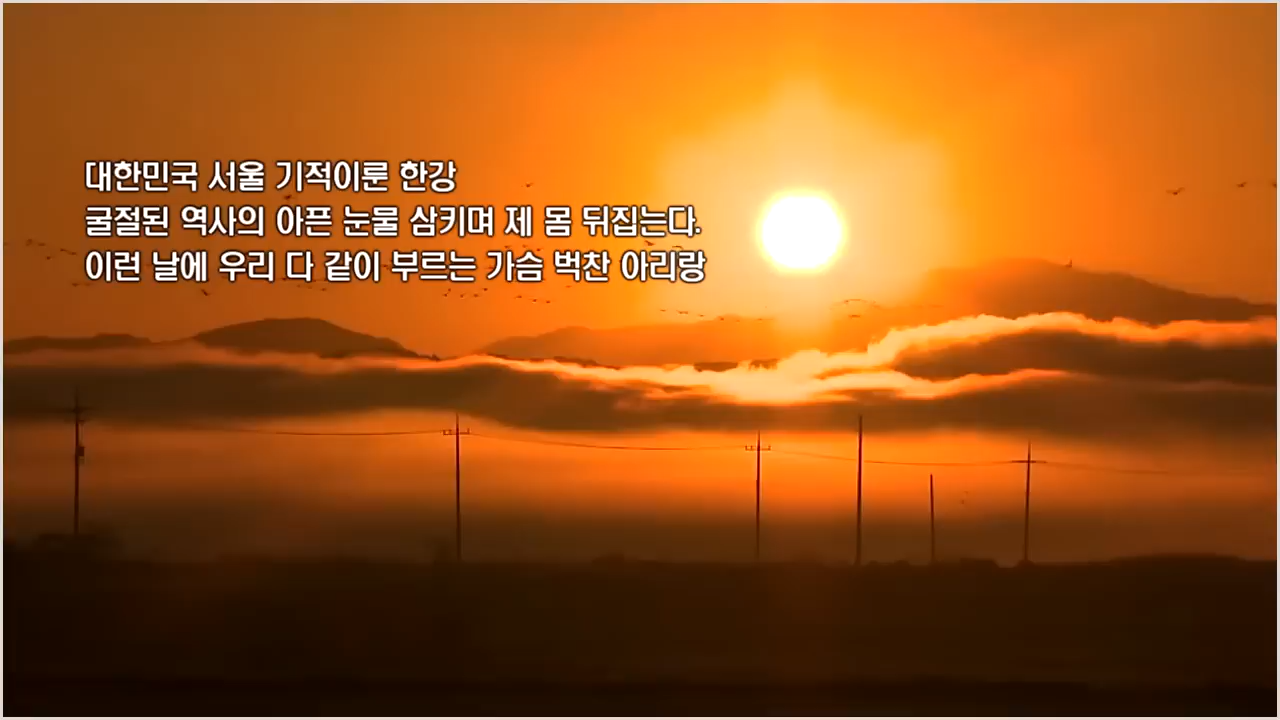 대한민국 서울 기적이룬 한강
굴절된 역사의 아픈 눈물 삼키며 제 몸 뒤집는다.
이런 날에 우리 다 같이 부르는 가슴 벅찬 아리랑